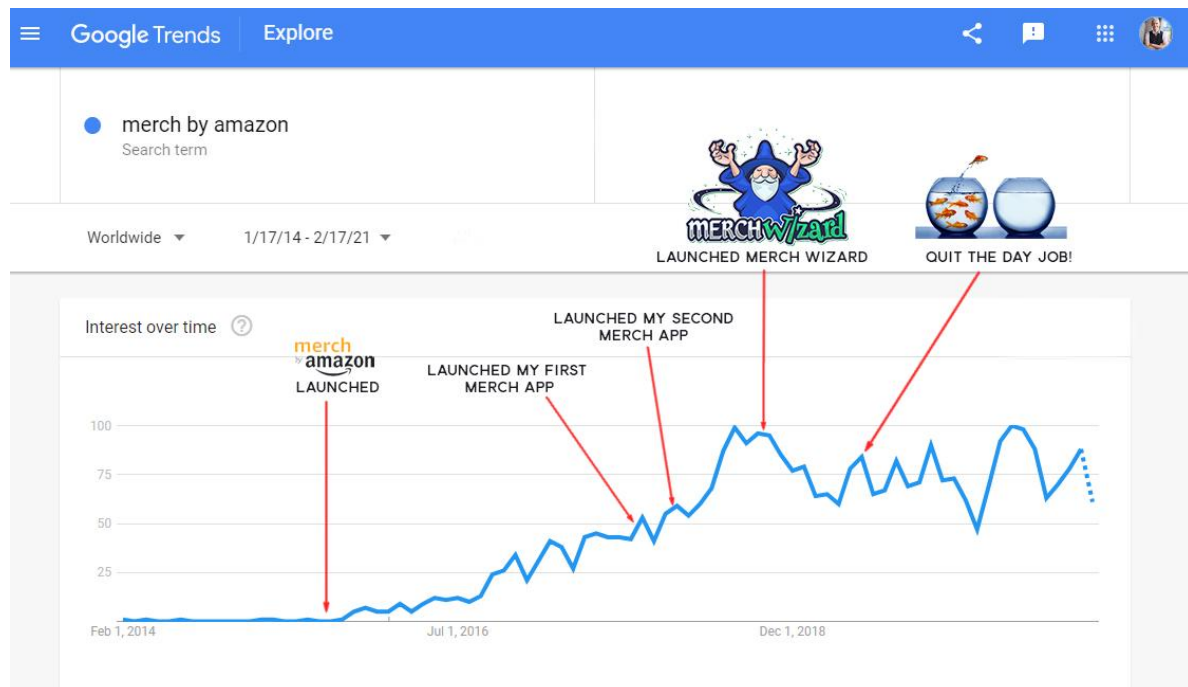 Google Trends
Explore
merch by amazon
Search term
Worldwide
1/17/14 - 2/17/21
MERCHW/zard
LAUNCHED MERCH WIZARD
QUIT THE DAY JOB!
Interest over time
?
merch
by amazon
LAUNCHED
LAUNCHED MY FIRST
MERCH APP
LAUNCHED MY SECOND
MERCH APP
100
75
50
25
Feb 1, 2014
Jul 1, 2016
Dec 1, 2018